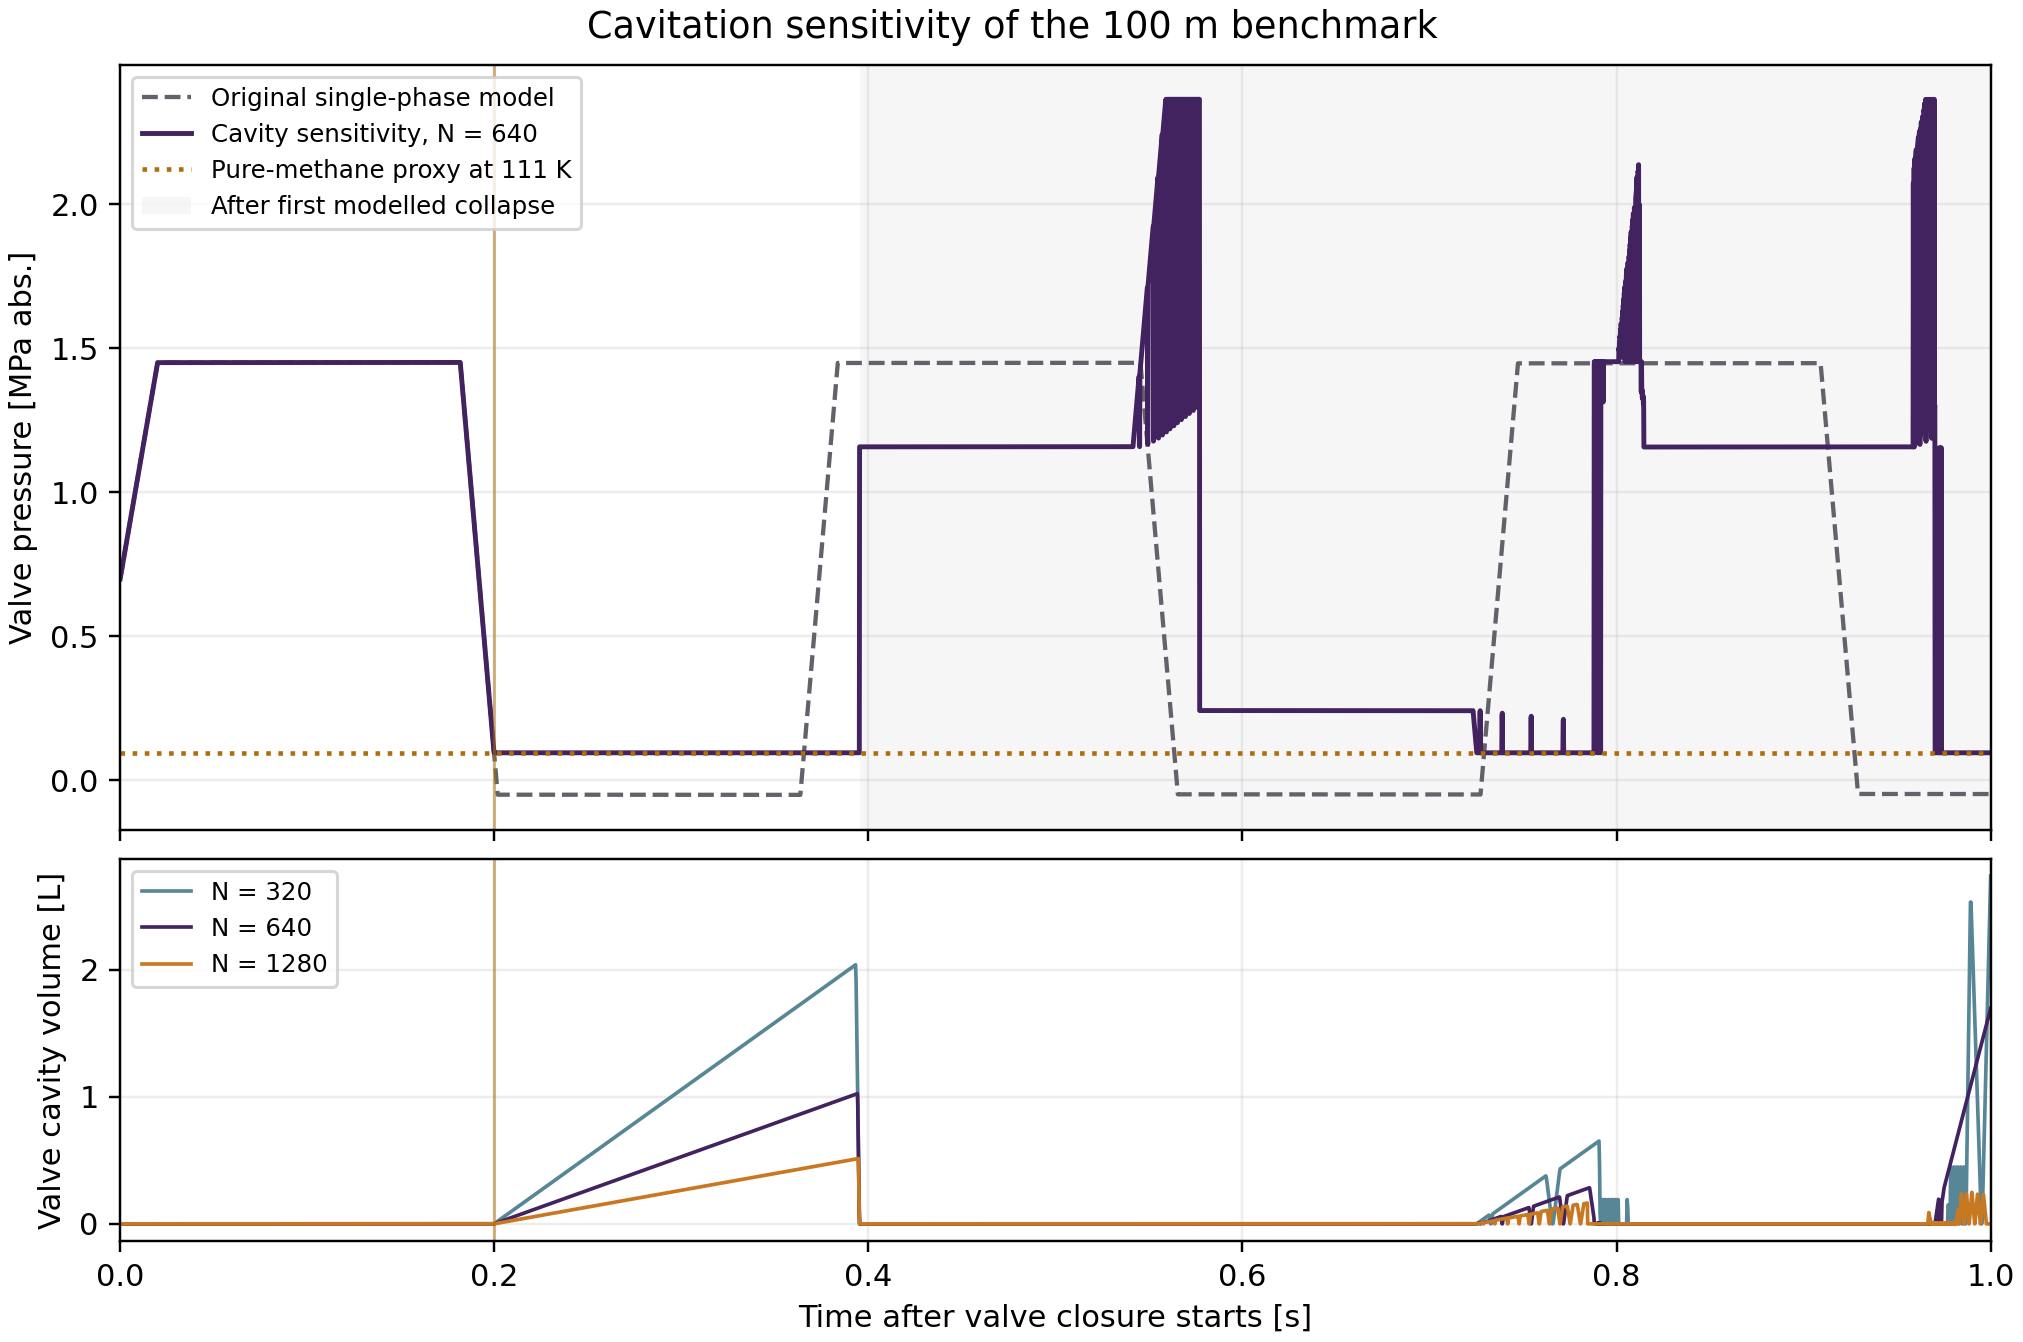 Cavitation sensitivity of the 100 m benchmark
Original single-phase model
Cavity sensitivity, N = 640
Pure-methane proxy at 111 K
After first modelled collapse
Valve pressure [MPa abs.]
2.0
1.5
1.0
0.5
0.0
N = 320
N = 640
N = 1280
Valve cavity volume [L]
2
1
0
0.0
0.2
0.4
0.6
0.8
1.0
Time after valve closure starts [s]